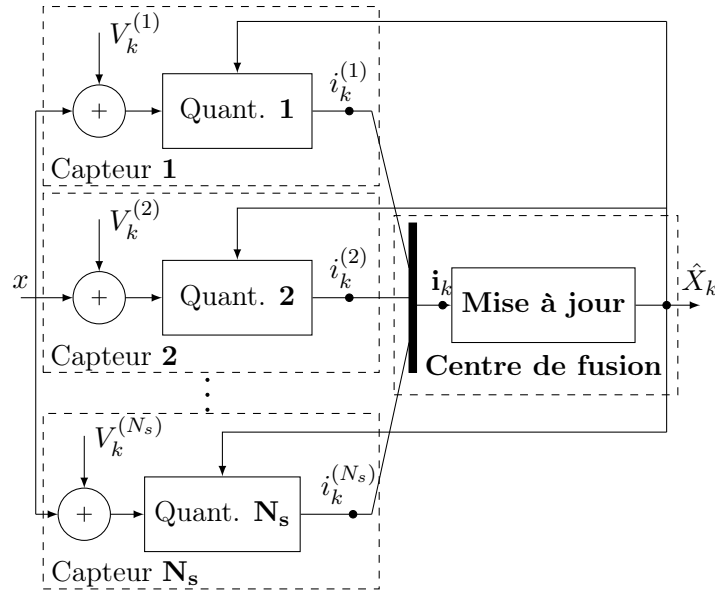 V_k^{(1)}
i_k^{(1)}
+
Quant. 1
Capteur 1
V_k^{(2)}
i_k^{(2)}
x
+
Quant. 2
i_k
Mise à jour
X̂_k
Capteur 2
Centre de fusion
⋮
V_k^{(N_s)}
i_k^{(N_s)}
+
Quant. N_s
Capteur N_s